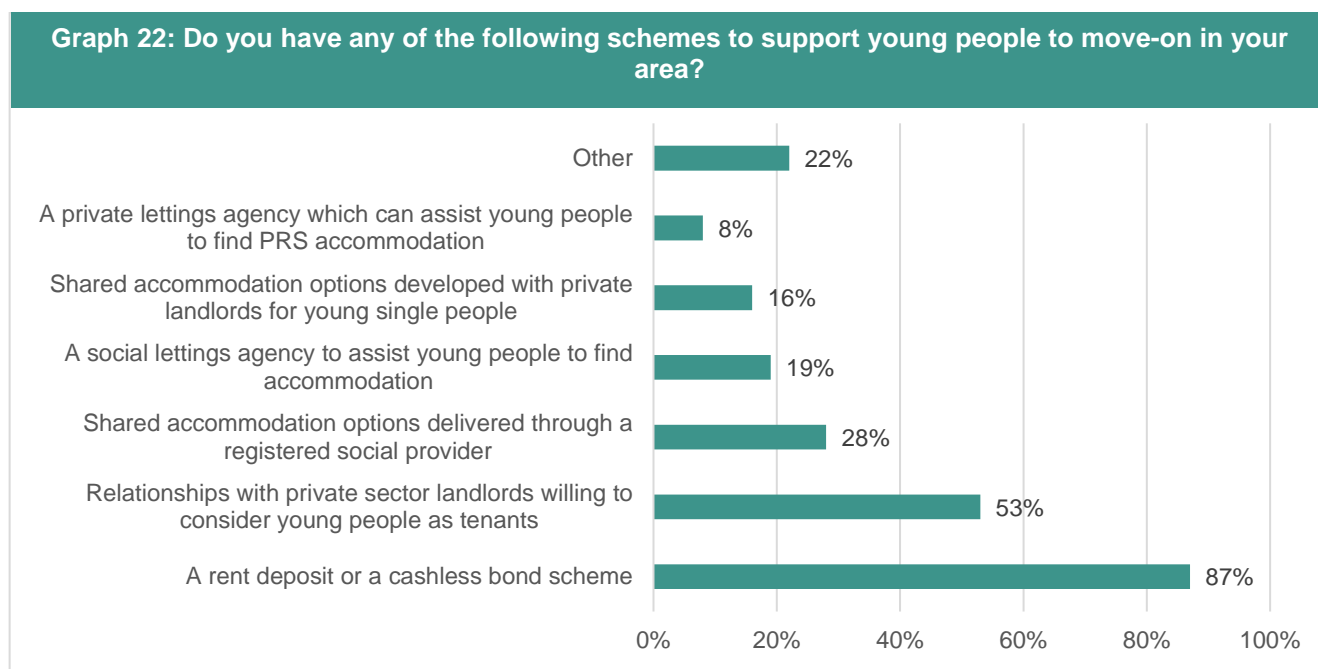 Graph 22: Do you have any of the following schemes to support young people to move-on in your
area?
Other
22%
A private lettings agency which can assist young people
to find PRS accommodation
8%
Shared accommodation options developed with private
landlords for young single people
16%
A social lettings agency to assist young people to find
accommodation
19%
Shared accommodation options delivered through a
registered social provider
28%
Relationships with private sector landlords willing to
consider young people as tenants
53%
A rent deposit or a cashless bond scheme
87%
0% 20% 40% 60% 80% 100%